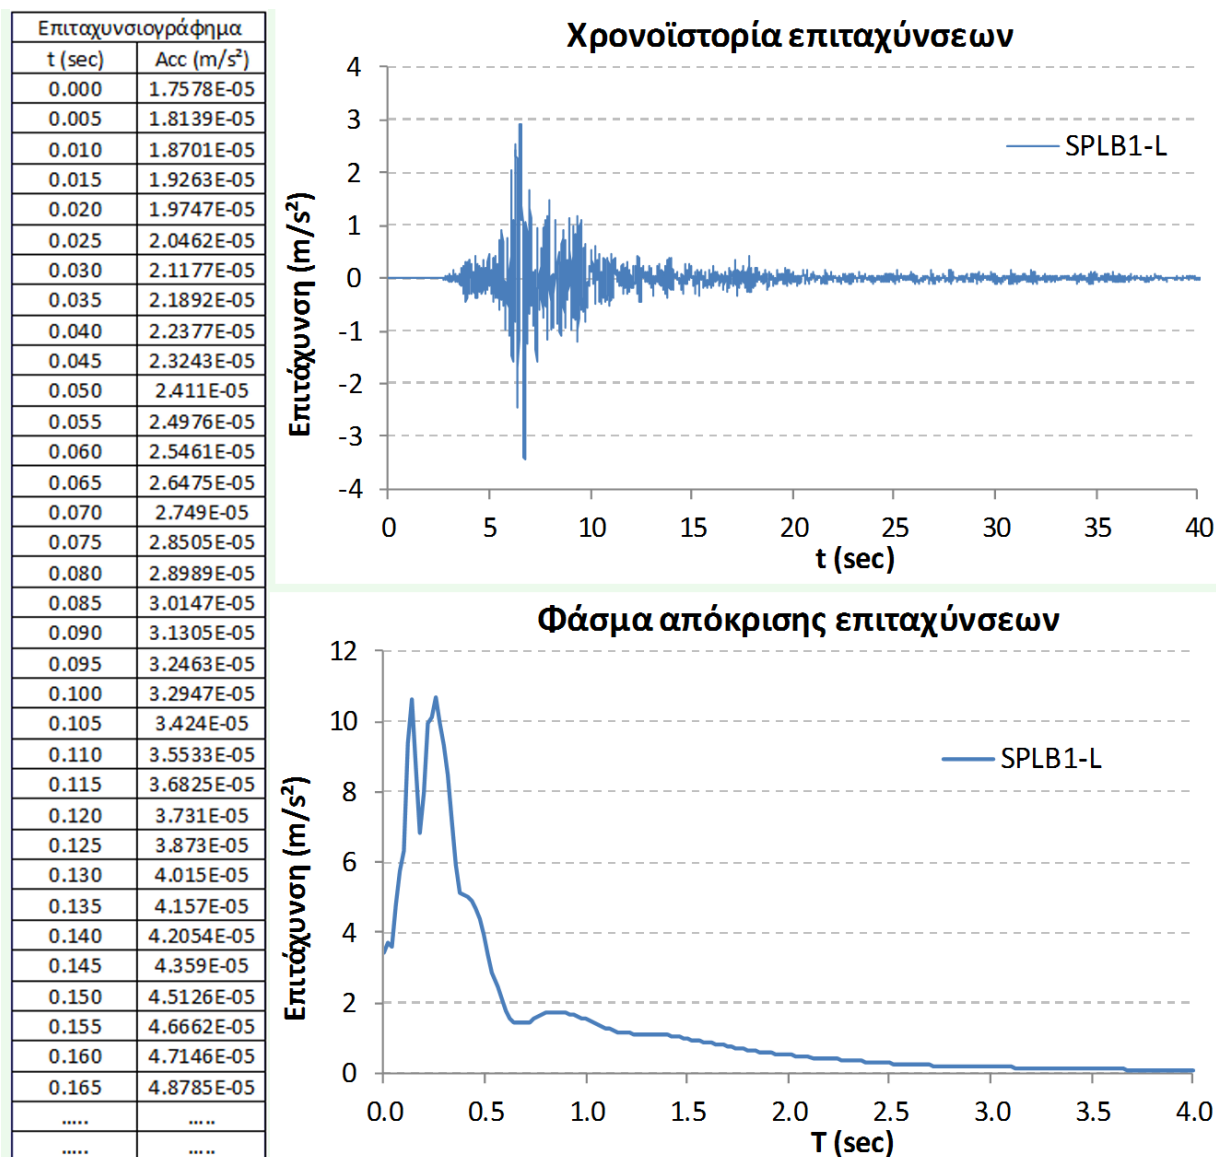 Επιταχυνσιογράφημα
t (sec) Acc (m/s²)
0.000 1.7578E-05
0.005 1.8139E-05
0.010 1.8701E-05
0.015 1.9263E-05
0.020 1.9747E-05
0.025 2.0462E-05
0.030 2.1177E-05
0.035 2.1892E-05
0.040 2.2377E-05
0.045 2.3243E-05
0.050 2.411E-05
0.055 2.4976E-05
0.060 2.5461E-05
0.065 2.6475E-05
0.070 2.749E-05
0.075 2.8505E-05
0.080 2.8989E-05
0.085 3.0147E-05
0.090 3.1305E-05
0.095 3.2463E-05
0.100 3.2947E-05
0.105 3.424E-05
0.110 3.5533E-05
0.115 3.6825E-05
0.120 3.731E-05
0.125 3.873E-05
0.130 4.015E-05
0.135 4.157E-05
0.140 4.2054E-05
0.145 4.359E-05
0.150 4.5126E-05
0.155 4.6662E-05
0.160 4.7146E-05
0.165 4.8785E-05
..... .....
..... .....
Χρονοϊστορία επιταχύνσεων
Επιτάχυνση (m/s²)
4
3
2
1
0
-1
-2
-3
-4
SPLB1-L
0 5 10 15 20 25 30 35 40
t (sec)
Φάσμα απόκρισης επιταχύνσεων
Επιτάχυνση (m/s²)
12
10
8
6
4
2
0
SPLB1-L
0.0 0.5 1.0 1.5 2.0 2.5 3.0 3.5 4.0
T (sec)